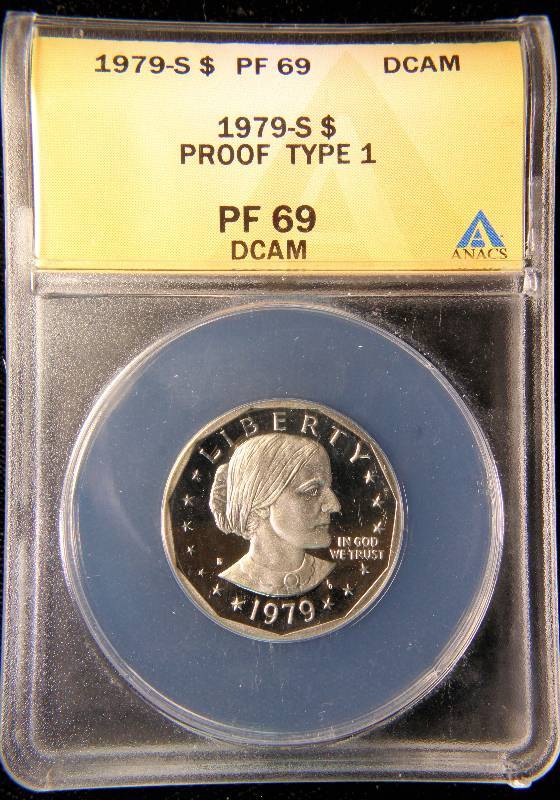 1979-S $ PF 69 DCAM
1979-S $
PROOF TYPE 1
PF 69
DCAM
ANACS
LIBERTY
IN GOD
WE TRUST
S
1979